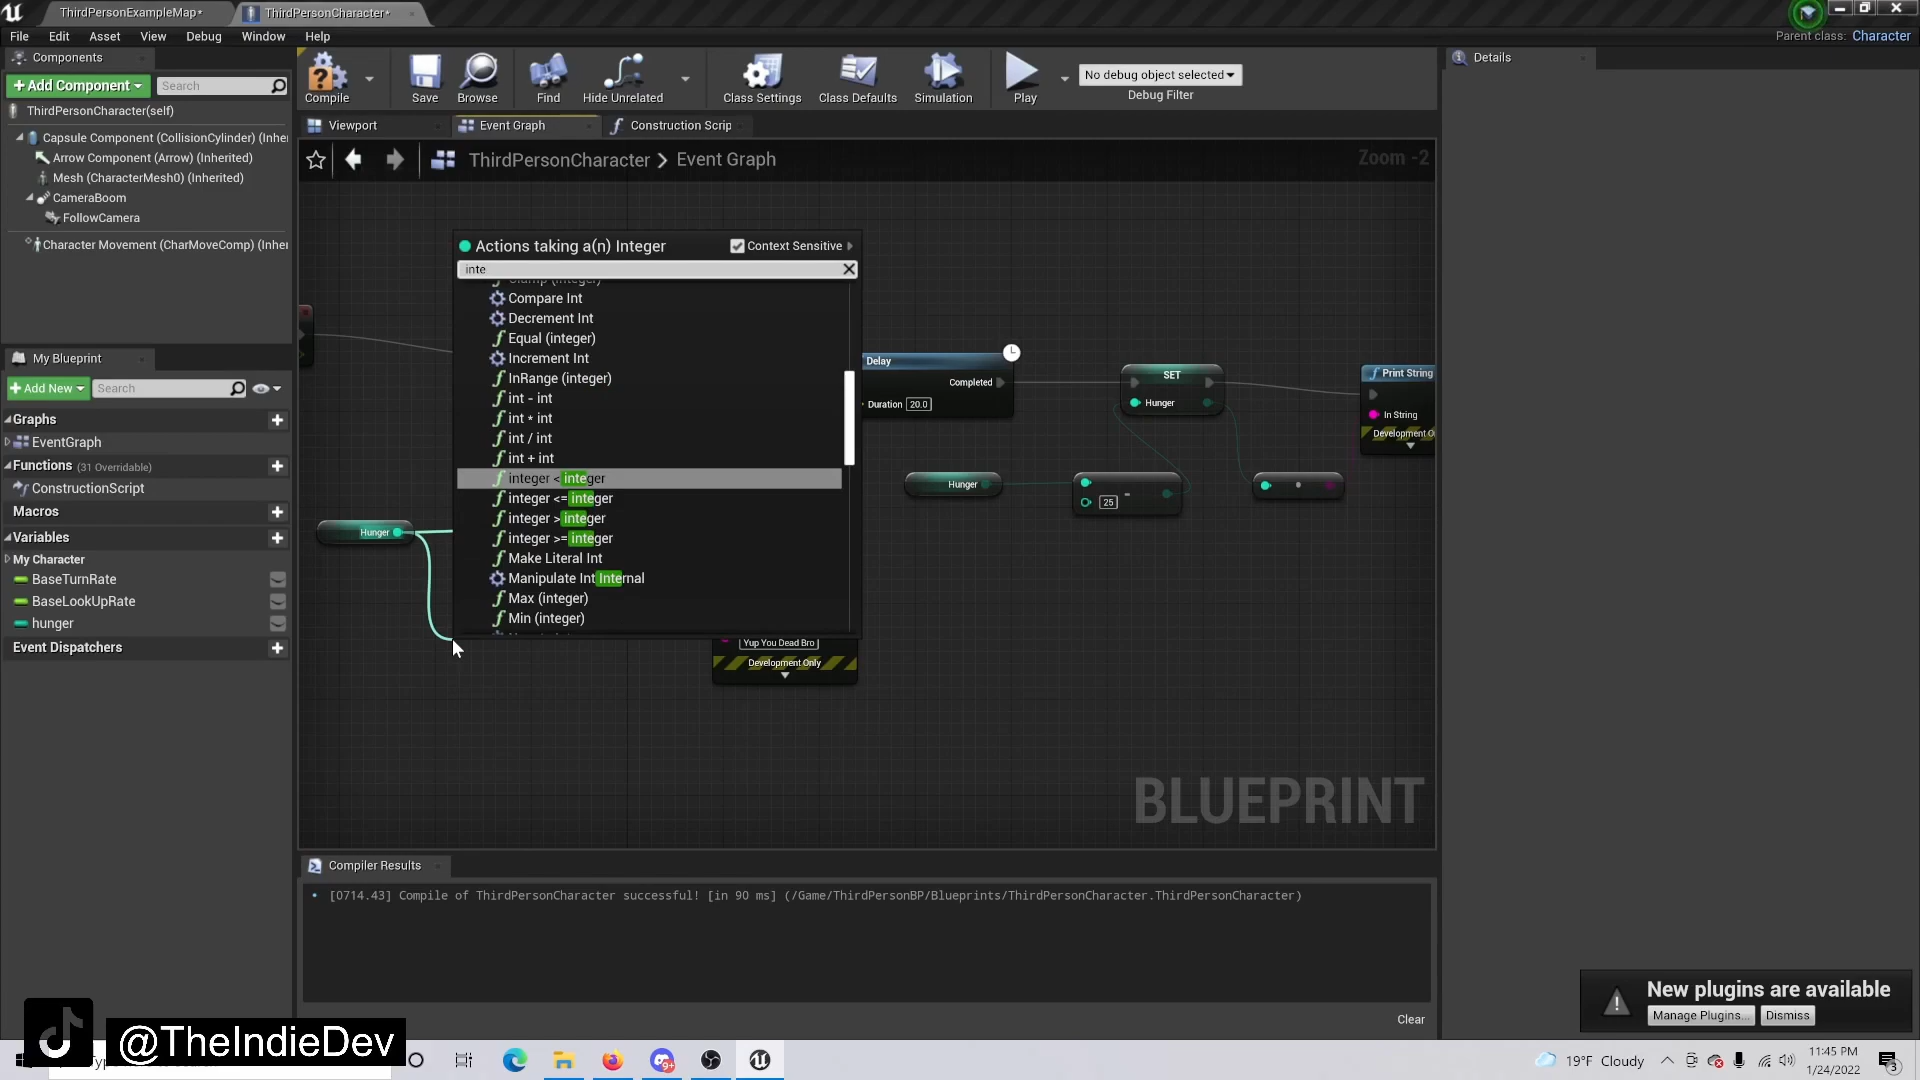 ThirdPersonExampleMap*
ThirdPersonCharacter*
File Edit Asset View Debug Window Help
Parent class: Character
Components
+Add Component
Search
ThirdPersonCharacter(self)
Capsule Component (CollisionCylinder) (Inhe
Arrow Component (Arrow) (Inherited)
Mesh (CharacterMesh0) (Inherited)
CameraBoom
FollowCamera
Character Movement (CharMoveComp) (Inhe
Compile
Save
Browse
Find
Hide Unrelated
Class Settings
Class Defaults
Simulation
Play
No debug object selected
Debug Filter
Details
Viewport
Event Graph
Construction Scrip
ThirdPersonCharacter > Event Graph
Zoom -2
Actions taking a(n) Integer
Context Sensitive
inte
Clamp (integer)
Compare Int
Decrement Int
Equal (integer)
Increment Int
InRange (integer)
int - int
int * int
int / int
int + int
integer < integer
integer <= integer
integer > integer
integer >= integer
Make Literal Int
Manipulate Int Internal
Max (integer)
Min (integer)
Hunger
Delay
Completed
Duration 20.0
SET
Hunger
Print String
In String
Development O
Hunger
25
-
Yup You Dead Bro
Development Only
BLUEPRINT
My Blueprint
+Add New
Search
Graphs
EventGraph
Functions (31 Overridable)
ConstructionScript
Macros
Variables
My Character
BaseTurnRate
BaseLookUpRate
hunger
Event Dispatchers
Compiler Results
[0714.43] Compile of ThirdPersonCharacter successful! [in 90 ms] (/Game/ThirdPersonBP/Blueprints/ThirdPersonCharacter.ThirdPersonCharacter)
Clear
New plugins are available
Manage Plugins...
Dismiss
@TheIndieDev
19°F Cloudy
11:45 PM
1/24/2022